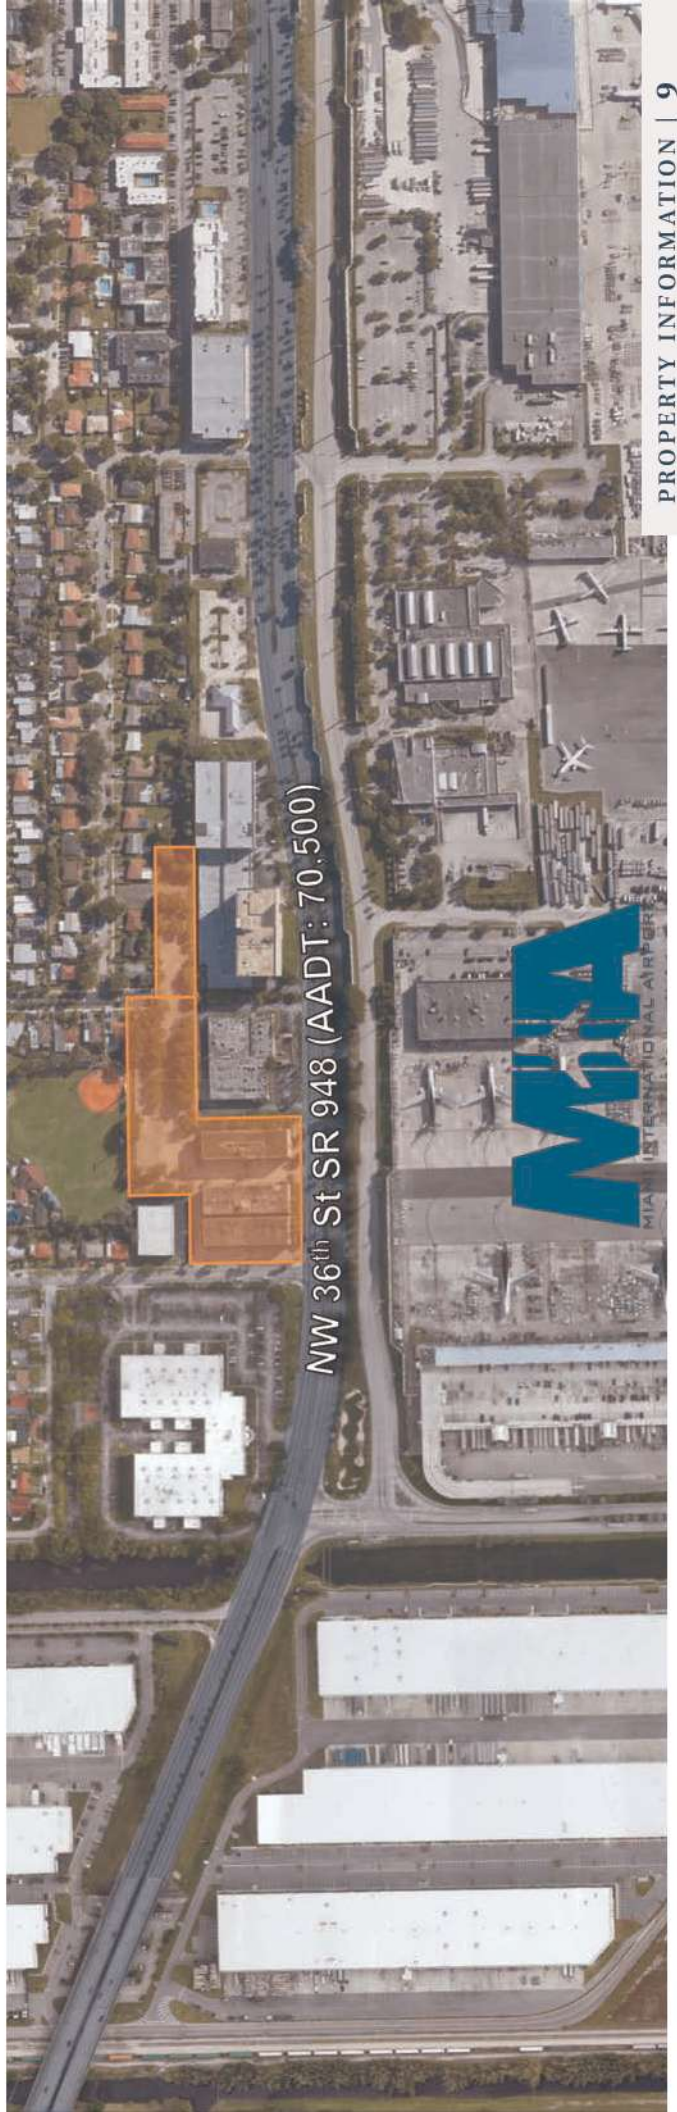 NW 36th St SR 948 (AADT: 70,500)
MIA
MIAMI INTERNATIONAL AIRPORT
PROPERTY INFORMATION | 9